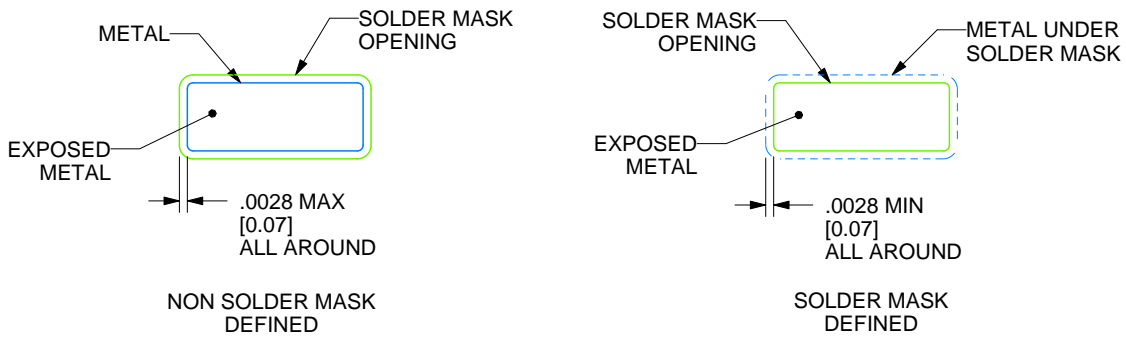 METAL
SOLDER MASK
OPENING
EXPOSED
METAL
.0028 MAX
[0.07]
ALL AROUND
NON SOLDER MASK
DEFINED
SOLDER MASK
OPENING
METAL UNDER
SOLDER MASK
EXPOSED
METAL
.0028 MIN
[0.07]
ALL AROUND
SOLDER MASK
DEFINED